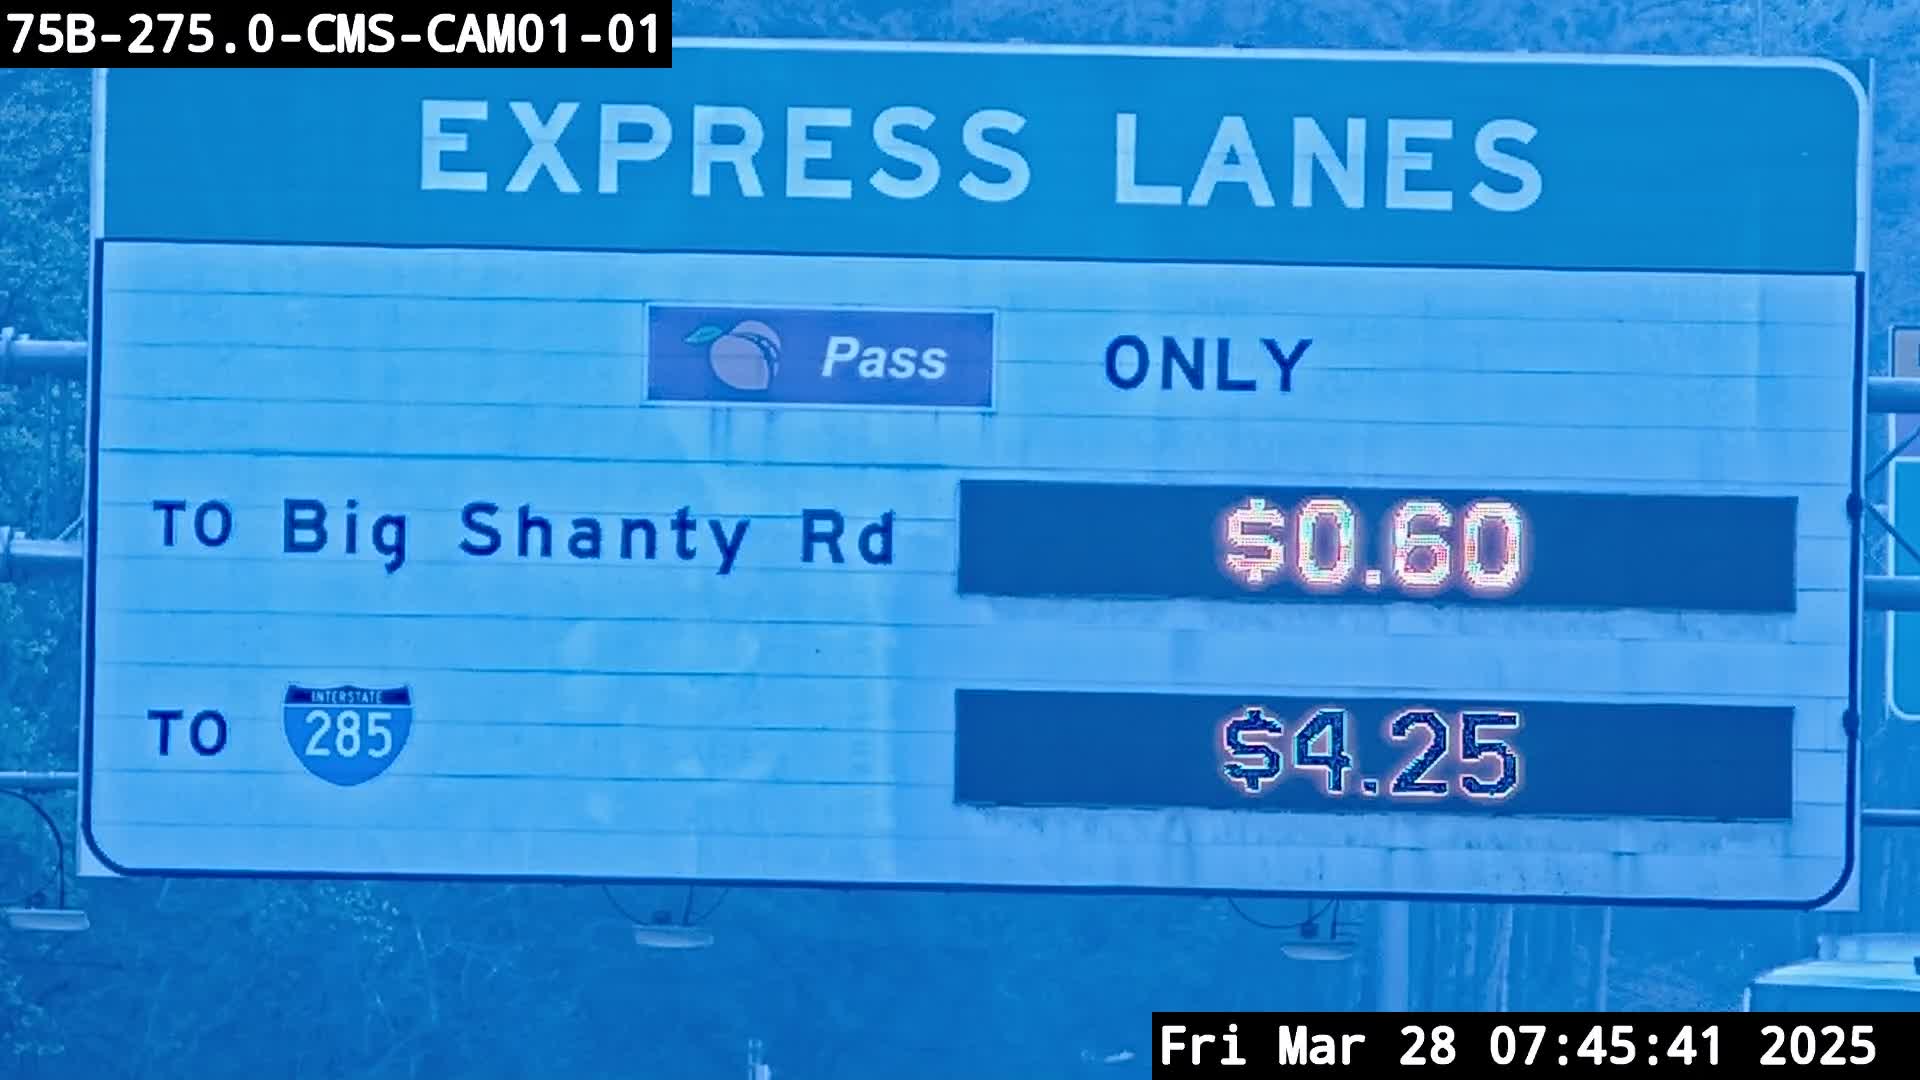 75B-275.0-CMS-CAM01-01
EXPRESS LANES
Pass ONLY
TO Big Shanty Rd $0.60
INTERSTATE
TO 285 $4.25
Fri Mar 28 07:45:41 2025